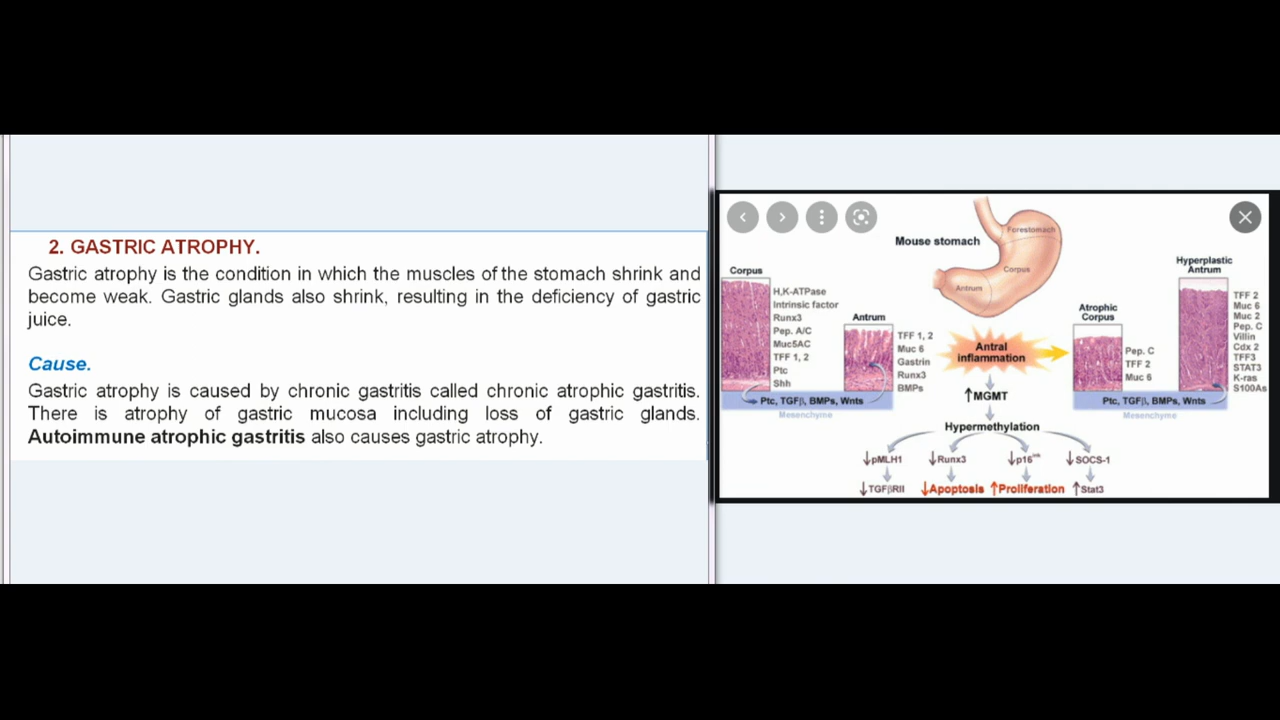 2. GASTRIC ATROPHY.
Gastric atrophy is the condition in which the muscles of the stomach shrink and
become weak. Gastric glands also shrink, resulting in the deficiency of gastric
juice.
Cause.
Gastric atrophy is caused by chronic gastritis called chronic atrophic gastritis.
There is atrophy of gastric mucosa including loss of gastric glands.
Autoimmune atrophic gastritis also causes gastric atrophy.
Mouse stomach
Forestomach
Corpus
Antrum
Corpus
H,K-ATPase
Intrinsic factor
Runx3
Pep. A/C
Muc5AC
TFF 1, 2
Ptc
Shh
Antrum
TFF 1, 2
Muc 6
Gastrin
Runx3
BMPs
Ptc, TGFβ, BMPs, Wnts
Mesenchyme
Antral
inflammation
↑MGMT
Hypermethylation
↓pMLH1
↓Runx3
↓p16
↓SOCS-1
↓TGFβRII
↓Apoptosis
↑Proliferation
↑Stat3
Atrophic
Corpus
Pep. C
TFF 2
Muc 6
Hyperplastic
Antrum
TFF 2
Muc 6
Muc 2
Pep. C
Villin
Cdx 2
TFF3
STAT3
K-ras
S100As
Ptc, TGFβ, BMPs, Wnts
Mesenchyme